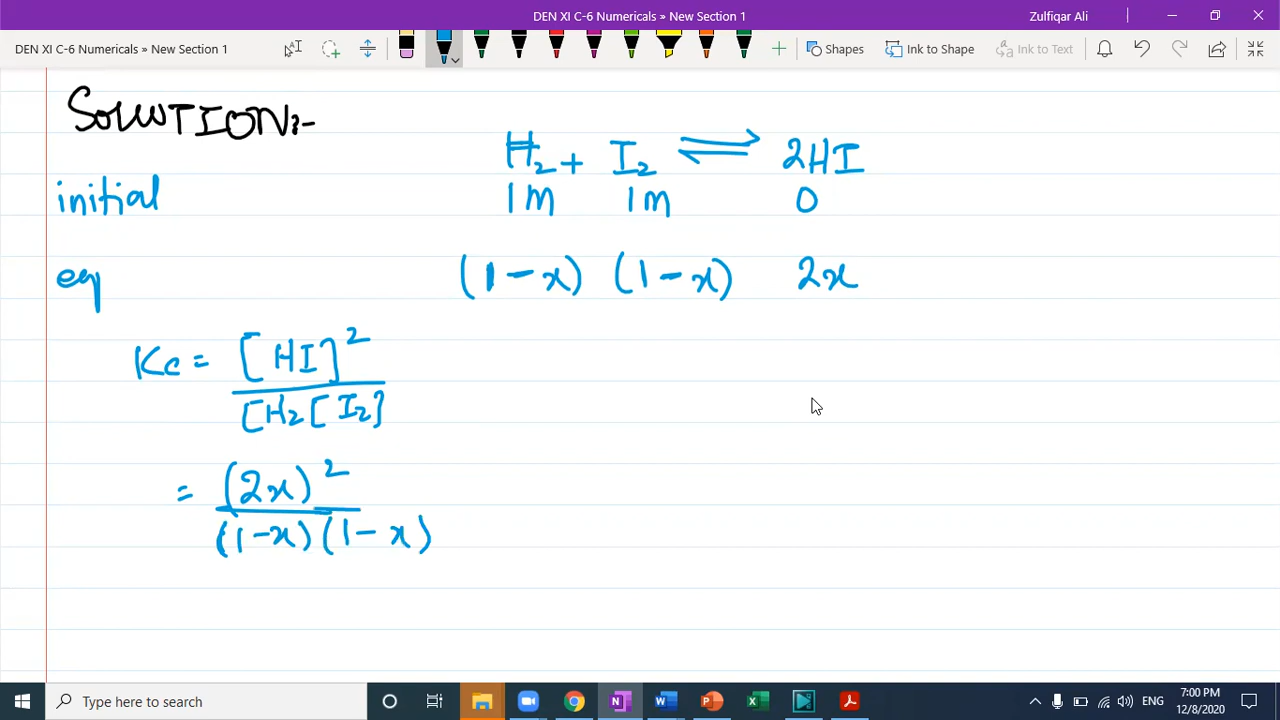 DEN XI C-6 Numericals » New Section 1
Zulfiqar Ali
DEN XI C-6 Numericals » New Section 1
Shapes
Ink to Shape
Ink to Text
SOLUTION:-
H₂ + I₂ ⇌ 2HI
initial 1m 1m 0
eq (1-x) (1-x) 2x
Kc = [HI]²
[H₂[I₂]
= (2x)²
(1-x)(1-x)
Type here to search
ENG
7:00 PM
12/8/2020